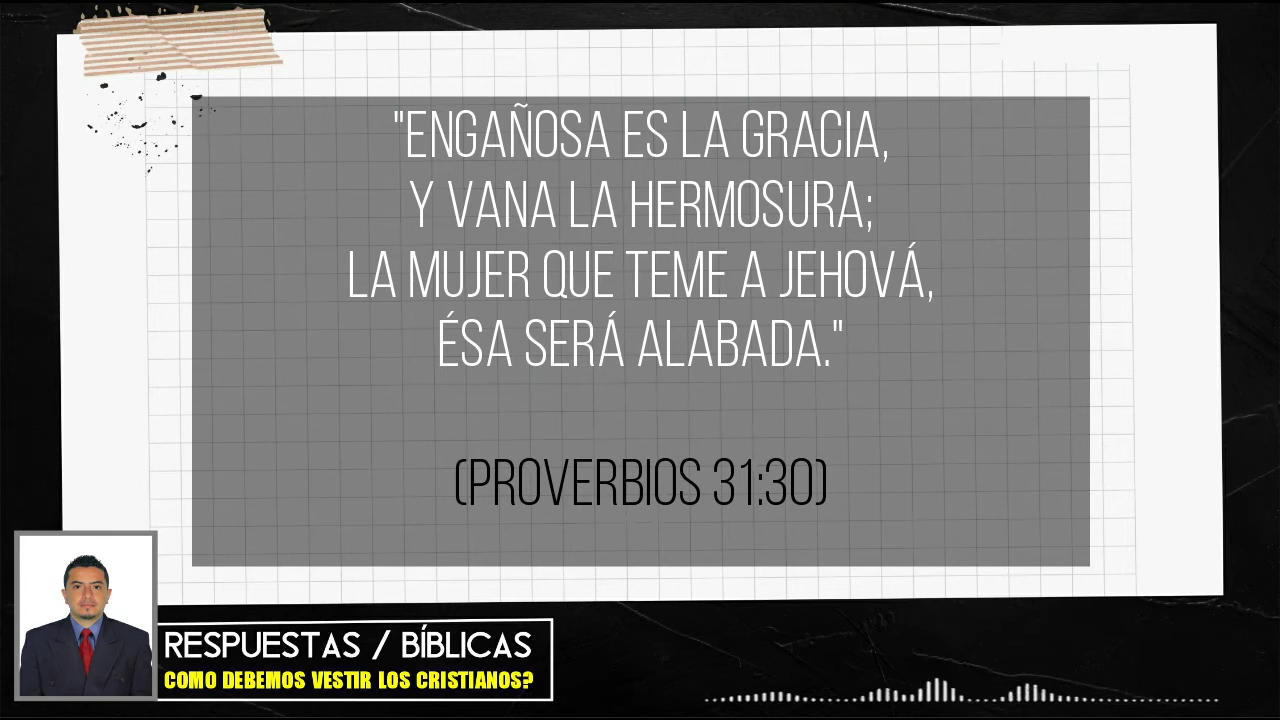 "ENGAÑOSA ES LA GRACIA,
Y VANA LA HERMOSURA;
LA MUJER QUE TEME A JEHOVÁ,
ÉSA SERÁ ALABADA."
(PROVERBIOS 31:30)
RESPUESTAS / BÍBLICAS
COMO DEBEMOS VESTIR LOS CRISTIANOS?